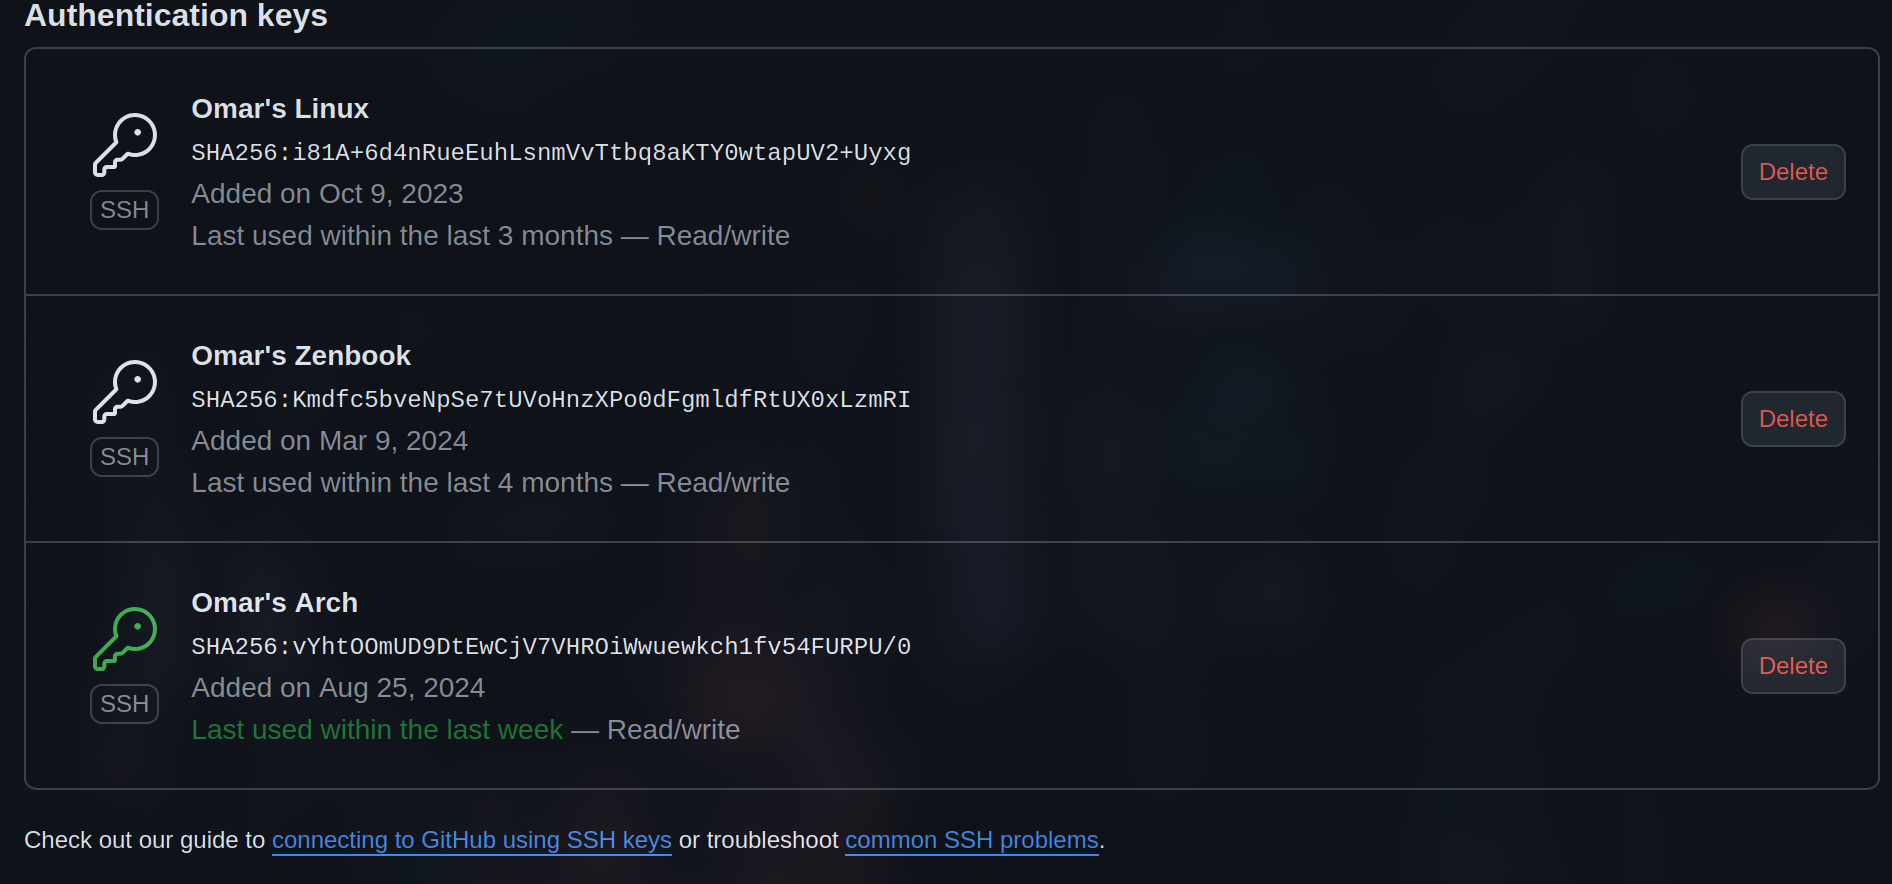 Authentication keys
Omar's Linux
SHA256:i81A+6d4nRueEuhLsnmVvTtbq8aKTY0wtapUV2+Uyxg
Added on Oct 9, 2023
Last used within the last 3 months — Read/write
SSH
Delete
Omar's Zenbook
SHA256:Kmdfc5bveNpSe7tUVoHnzXPo0dFgmldfRtUX0xLzmRI
Added on Mar 9, 2024
Last used within the last 4 months — Read/write
SSH
Delete
Omar's Arch
SHA256:vYhtOOmUD9DtEwCjV7VHROiWwuewkch1fv54FURPU/0
Added on Aug 25, 2024
Last used within the last week — Read/write
SSH
Delete
Check out our guide to connecting to GitHub using SSH keys or troubleshoot common SSH problems.